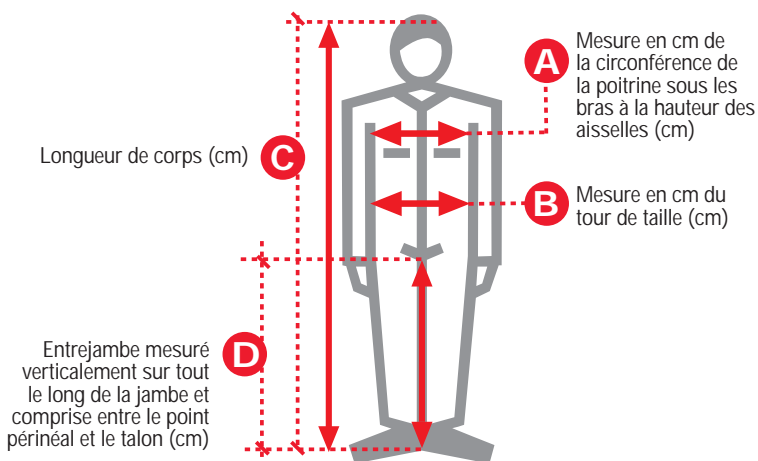 A
Mesure en cm de
la circonférence de
la poitrine sous les
bras à la hauteur des
aisselles (cm)
Longueur de corps (cm)
C
B
Mesure en cm du
tour de taille (cm)
D
Entrejambe mesuré
verticalement sur tout
le long de la jambe et
comprise entre le point
périnéal et le talon (cm)